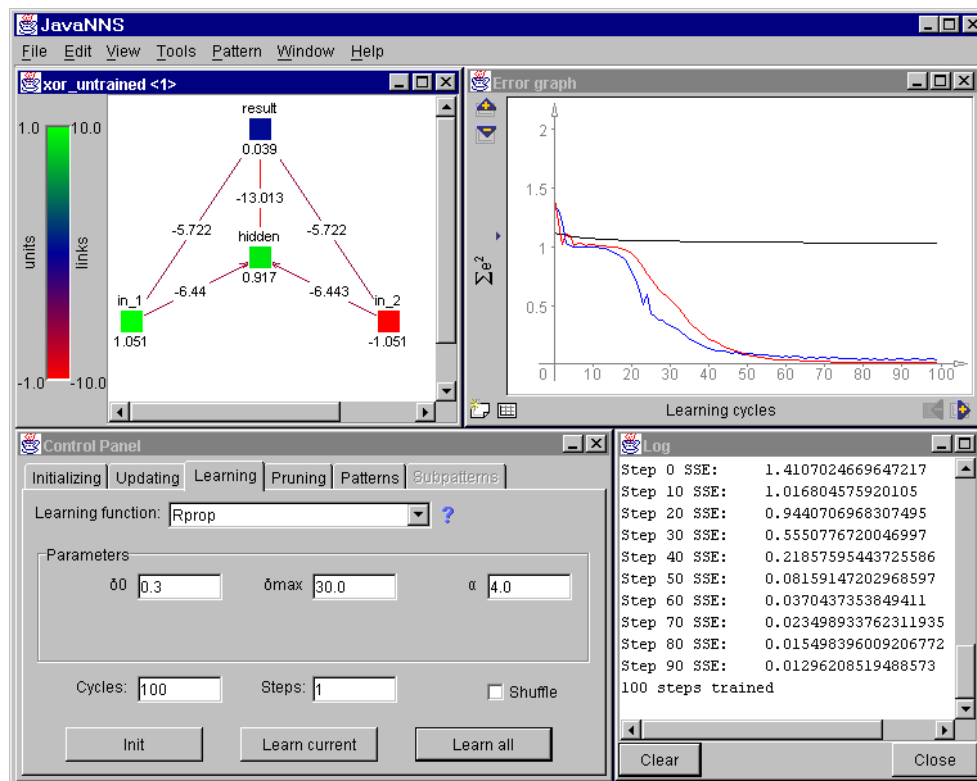 JavaNNS
File Edit View Tools Pattern Window Help
xor_untrained <1>
1.0 10.0
units
links
-1.0 -10.0
result
0.039
-13.013
-5.722 -5.722
hidden
0.917
-6.44 -6.443
in_1 in_2
1.051 -1.051
Error graph
2
1.5
1
0.5
0 10 20 30 40 50 60 70 80 90 100
Σe²
Learning cycles
Control Panel
Initializing Updating Learning Pruning Patterns Subpatterns
Learning function: Rprop ?
Parameters
δ0 0.3 δmax 30.0 α 4.0
Cycles: 100 Steps: 1 Shuffle
Init Learn current Learn all
Log
Step 0 SSE: 1.4107024669647217
Step 10 SSE: 1.016804575920105
Step 20 SSE: 0.9440706968307495
Step 30 SSE: 0.5550776720046997
Step 40 SSE: 0.218575955443725586
Step 50 SSE: 0.08159147202968597
Step 60 SSE: 0.0370437353849411
Step 70 SSE: 0.023498933762311935
Step 80 SSE: 0.015498396009206772
Step 90 SSE: 0.01296208519488573
100 steps trained
Clear Close